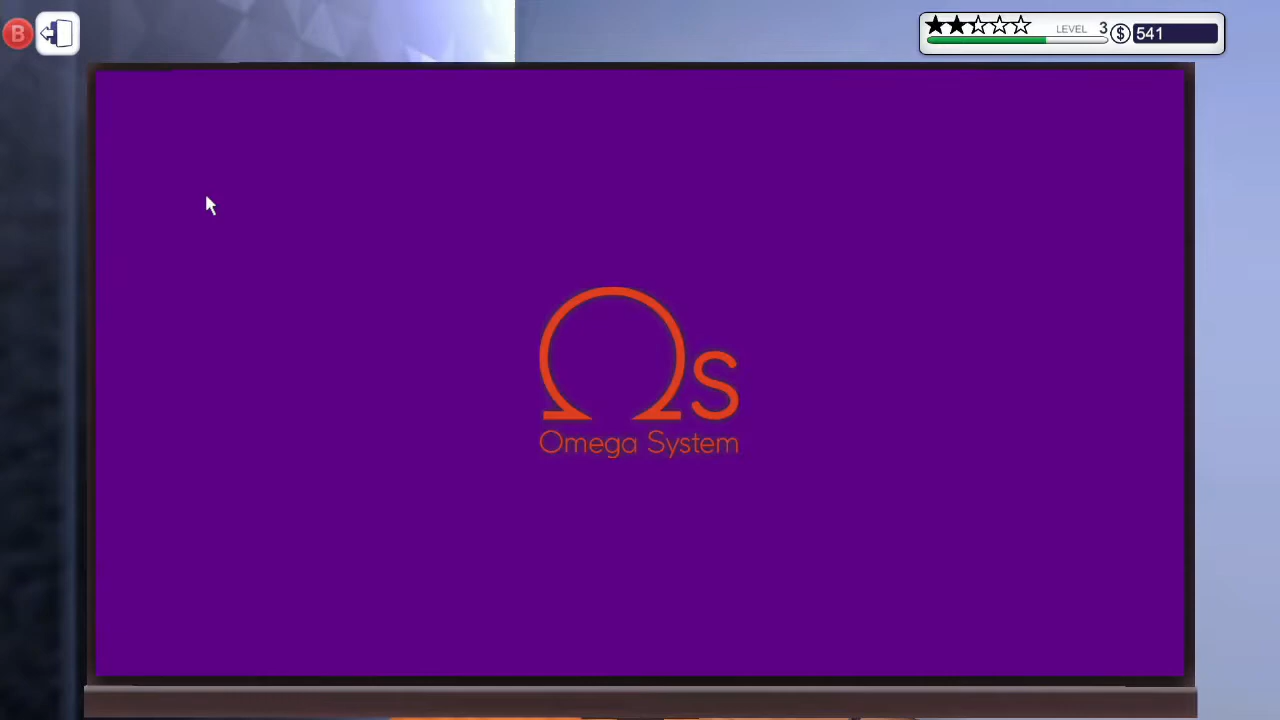 B
LEVEL 3
$ 541
Ωs
Omega System